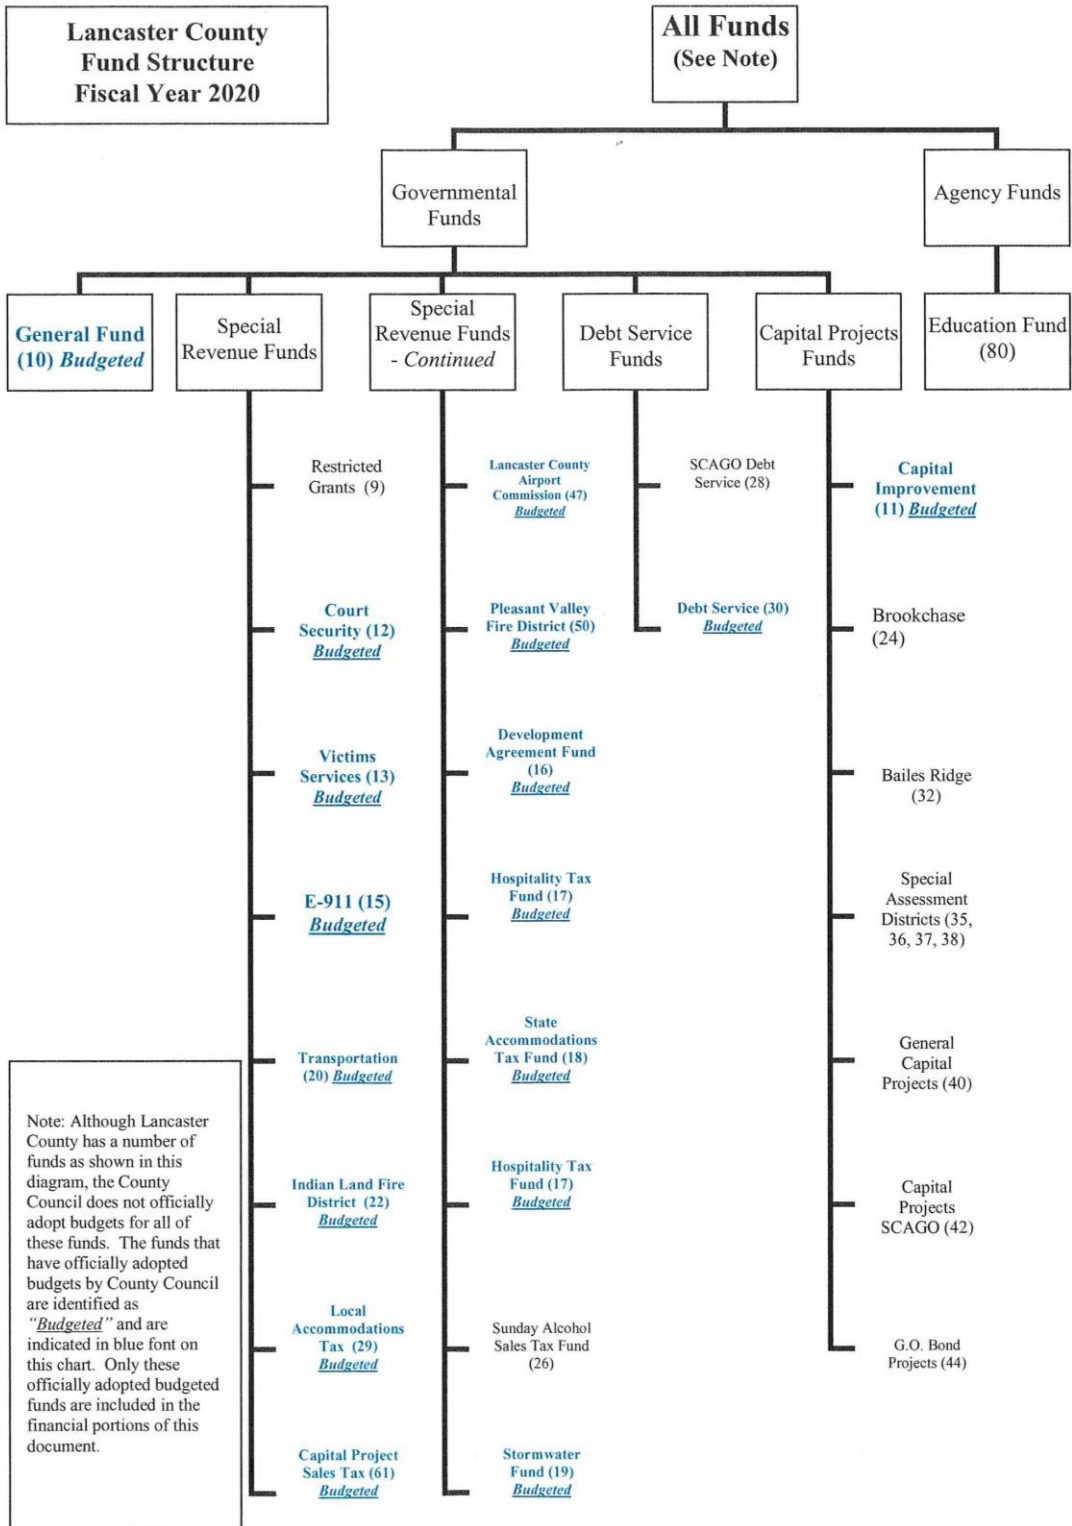 Lancaster County
Fund Structure
Fiscal Year 2020
All Funds
(See Note)
Governmental
Funds
Agency Funds
General Fund
(10) Budgeted
Special
Revenue Funds
Special
Revenue Funds
- Continued
Debt Service
Funds
Capital Projects
Funds
Education Fund
(80)
Restricted
Grants (9)
Court
Security (12)
Budgeted
Victims
Services (13)
Budgeted
E-911 (15)
Budgeted
Transportation
(20) Budgeted
Indian Land Fire
District (22)
Budgeted
Local
Accommodations
Tax (29)
Budgeted
Capital Project
Sales Tax (61)
Budgeted
Lancaster County
Airport
Commission (47)
Budgeted
Pleasant Valley
Fire District (50)
Budgeted
Development
Agreement Fund
(16)
Budgeted
Hospitality Tax
Fund (17)
Budgeted
State
Accommodations
Tax Fund (18)
Budgeted
Hospitality Tax
Fund (17)
Budgeted
Sunday Alcohol
Sales Tax Fund
(26)
Stormwater
Fund (19)
Budgeted
SCAGO Debt
Service (28)
Debt Service (30)
Budgeted
Capital
Improvement
(11) Budgeted
Brookchase
(24)
Bailes Ridge
(32)
Special
Assessment
Districts (35,
36, 37, 38)
General
Capital
Projects (40)
Capital
Projects
SCAGO (42)
G.O. Bond
Projects (44)
Note: Although Lancaster
County has a number of
funds as shown in this
diagram, the County
Council does not officially
adopt budgets for all of
these funds. The funds that
have officially adopted
budgets by County Council
are identified as
"Budgeted" and are
indicated in blue font on
this chart. Only these
officially adopted budgeted
funds are included in the
financial portions of this
document.